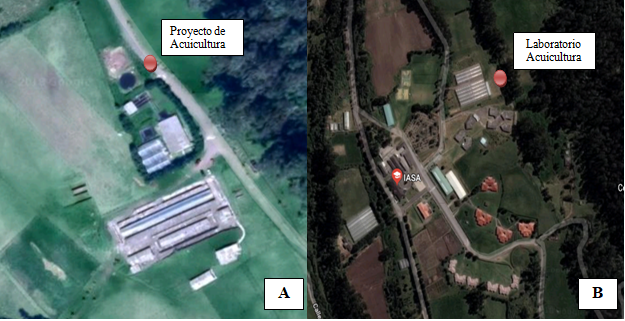 Proyecto de
Acuicultura
A
Laboratorio
Acuicultura
IASA
B